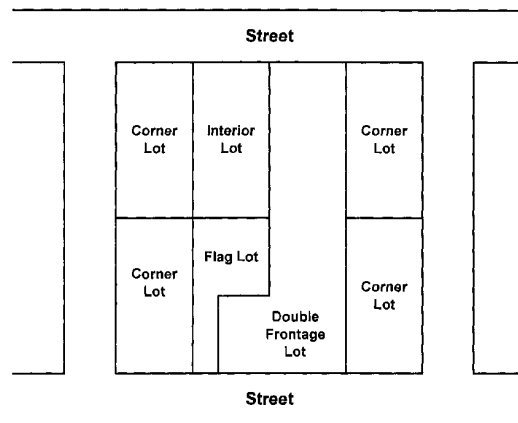 Street
Corner
Lot
Interior
Lot
Corner
Lot
Corner
Lot
Flag Lot
Double
Frontage
Lot
Corner
Lot
Street